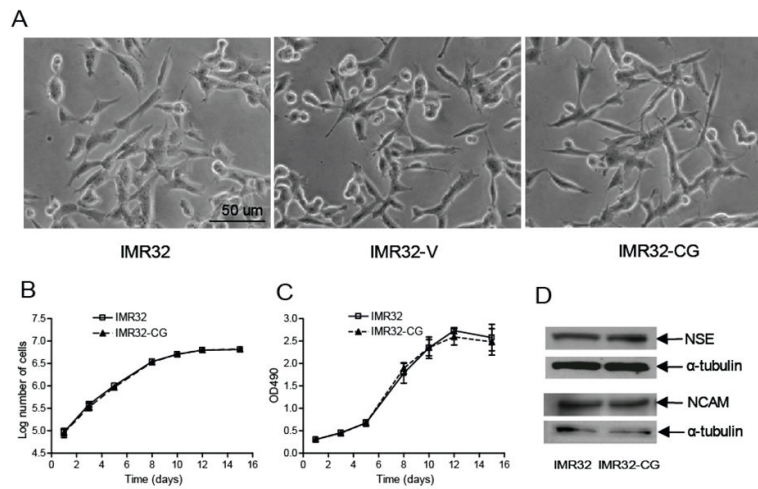 A
50 um
IMR32
IMR32-V
IMR32-CG
B
IMR32
IMR32-CG
7.5
7.0
6.5
6.0
5.5
5.0
4.5
Log number of cells
0 2 4 6 8 10 12 14 16
Time (days)
C
IMR32
IMR32-CG
3.0
2.5
2.0
1.5
1.0
0.5
0.0
OD490
0 2 4 6 8 10 12 14 16
Time (days)
D
NSE
α-tubulin
NCAM
α-tubulin
IMR32 IMR32-CG